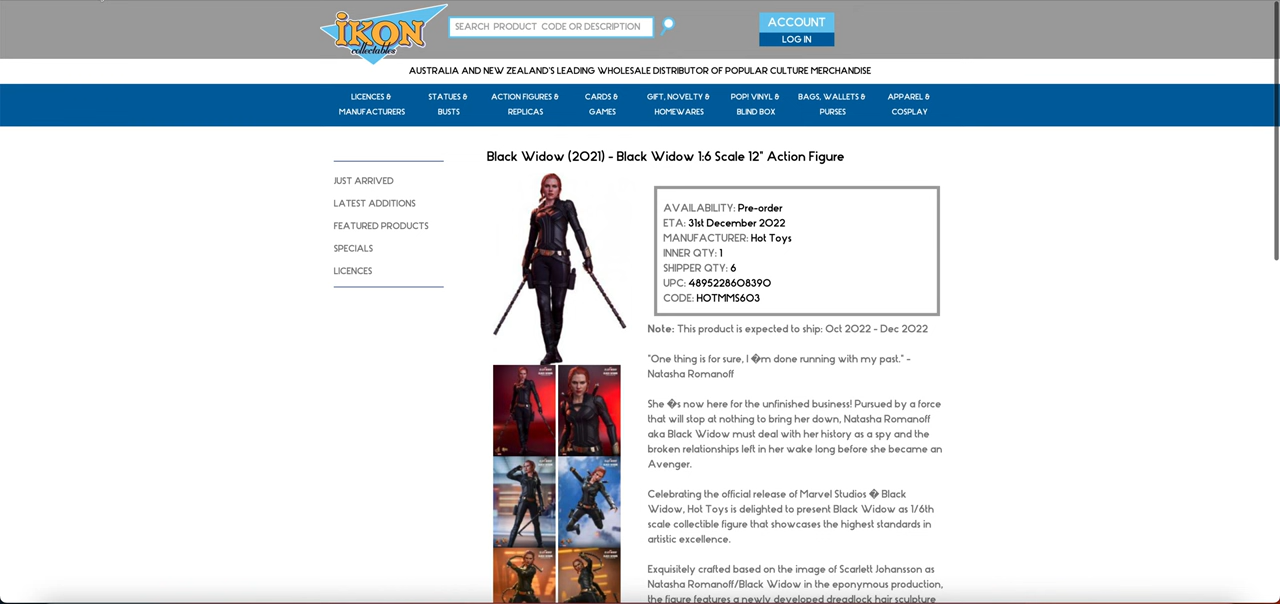 iKON
collectables
SEARCH PRODUCT CODE OR DESCRIPTION
ACCOUNT
LOG IN
AUSTRALIA AND NEW ZEALAND'S LEADING WHOLESALE DISTRIBUTOR OF POPULAR CULTURE MERCHANDISE
LICENCES &
MANUFACTURERS
STATUES &
BUSTS
ACTION FIGURES &
REPLICAS
CARDS &
GAMES
GIFT, NOVELTY &
HOMEWARES
POP! VINYL &
BLIND BOX
BAGS, WALLETS &
PURSES
APPAREL &
COSPLAY
JUST ARRIVED
LATEST ADDITIONS
FEATURED PRODUCTS
SPECIALS
LICENCES
Black Widow (2021) - Black Widow 1:6 Scale 12" Action Figure
AVAILABILITY: Pre-order
ETA: 31st December 2022
MANUFACTURER: Hot Toys
INNER QTY: 1
SHIPPER QTY: 6
UPC: 4895228608390
CODE: HOTMMS603
Note: This product is expected to ship: Oct 2022 - Dec 2022
"One thing is for sure, I �m done running with my past." -
Natasha Romanoff
She �s now here for the unfinished business! Pursued by a force
that will stop at nothing to bring her down, Natasha Romanoff
aka Black Widow must deal with her history as a spy and the
broken relationships left in her wake long before she became an
Avenger.
Celebrating the official release of Marvel Studios � Black
Widow, Hot Toys is delighted to present Black Widow as 1/6th
scale collectible figure that showcases the highest standards in
artistic excellence.
Exquisitely crafted based on the image of Scarlett Johansson as
Natasha Romanoff/Black Widow in the eponymous production,
the figure features a newly developed dreadlock hair sculpture